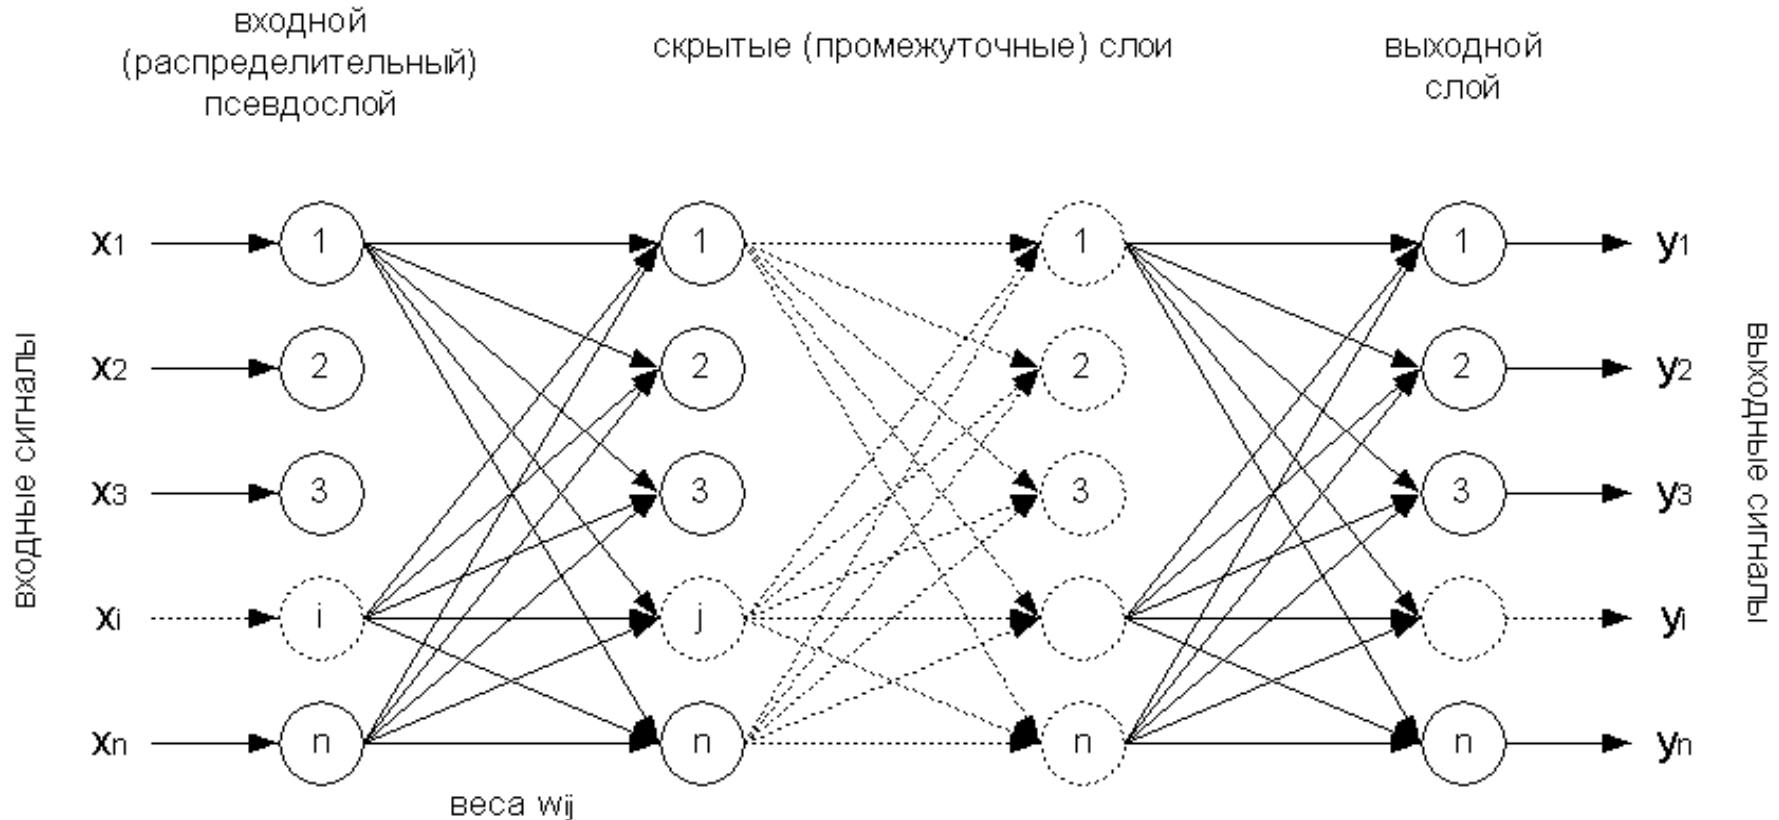 входной
(распределительный)
псевдослой
скрытые (промежуточные) слои
выходной
слой
входные сигналы
x1 1 1 1 1 y1
x2 2 2 2 2 y2
x3 3 3 3 3 y3
xi i j yi
xn n n n n yn
выходные сигналы
веса wij